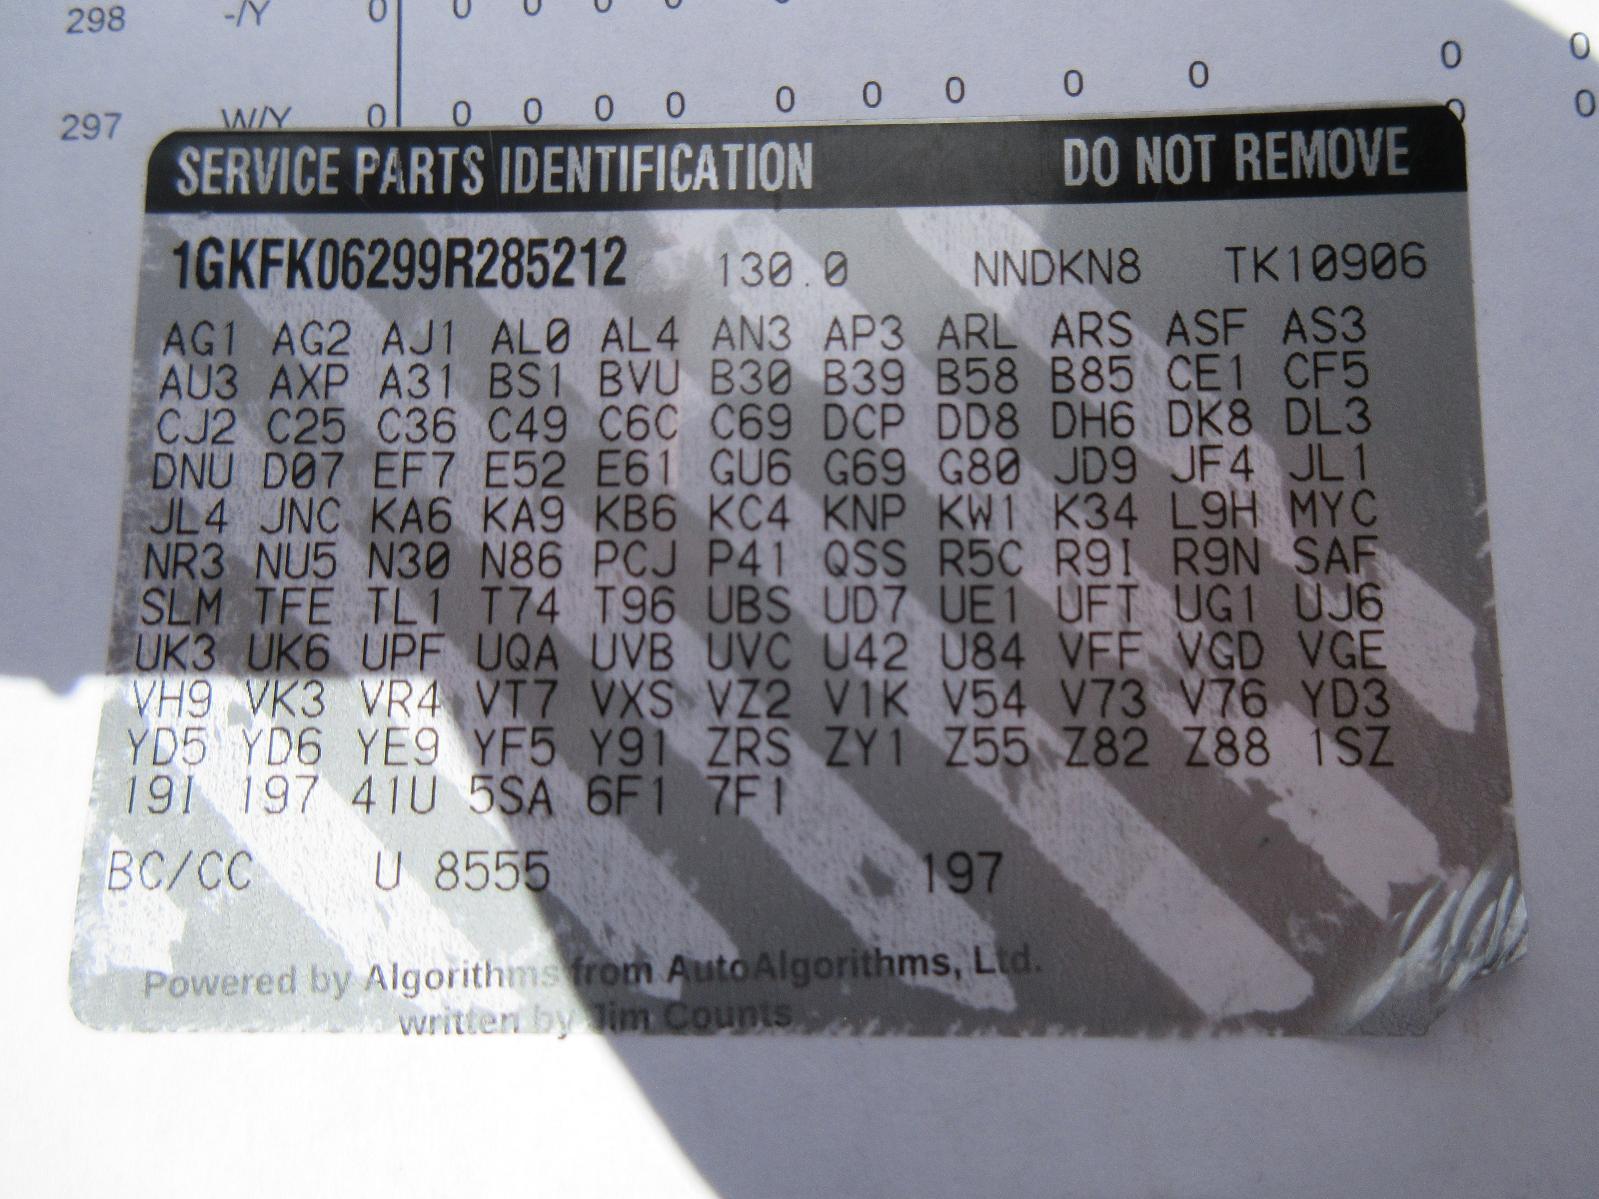 298 -/Y 0 0 0 0 0 0
0 0
297 W/Y 0 0 0 0 0 0 0 0 0 0 0
SERVICE PARTS IDENTIFICATION DO NOT REMOVE
1GKFK06299R285212 130.0 NNDKN8 TK10906
AG1 AG2 AJ1 AL0 AL4 AN3 AP3 ARL ARS ASF AS3
AU3 AXP A31 BS1 BVU B30 B39 B58 B85 CE1 CF5
CJ2 C25 C36 C49 C6C C69 DCP DD8 DH6 DK8 DL3
DNU D07 EF7 E52 E61 GU6 G69 G80 JD9 JF4 JL1
JL4 JNC KA6 KA9 KB6 KC4 KNP KW1 K34 L9H MYC
NR3 NU5 N30 N86 PCJ P41 QSS R5C R9I R9N SAF
SLM TFE TL1 T74 T96 UBS UD7 UE1 UFT UG1 UJ6
UK3 UK6 UPF UQA UVB UVC U42 U84 VFF VGD VGE
VH9 VK3 VR4 VT7 VXS VZ2 V1K V54 V73 V76 YD3
YD5 YD6 YE9 YF5 Y91 ZRS ZY1 Z55 Z82 Z88 1SZ
19I 197 41U 5SA 6F1 7F1
BC/CC U 8555 197
Powered by Algorithms from AutoAlgorithms, Ltd.
written by Jim Counts